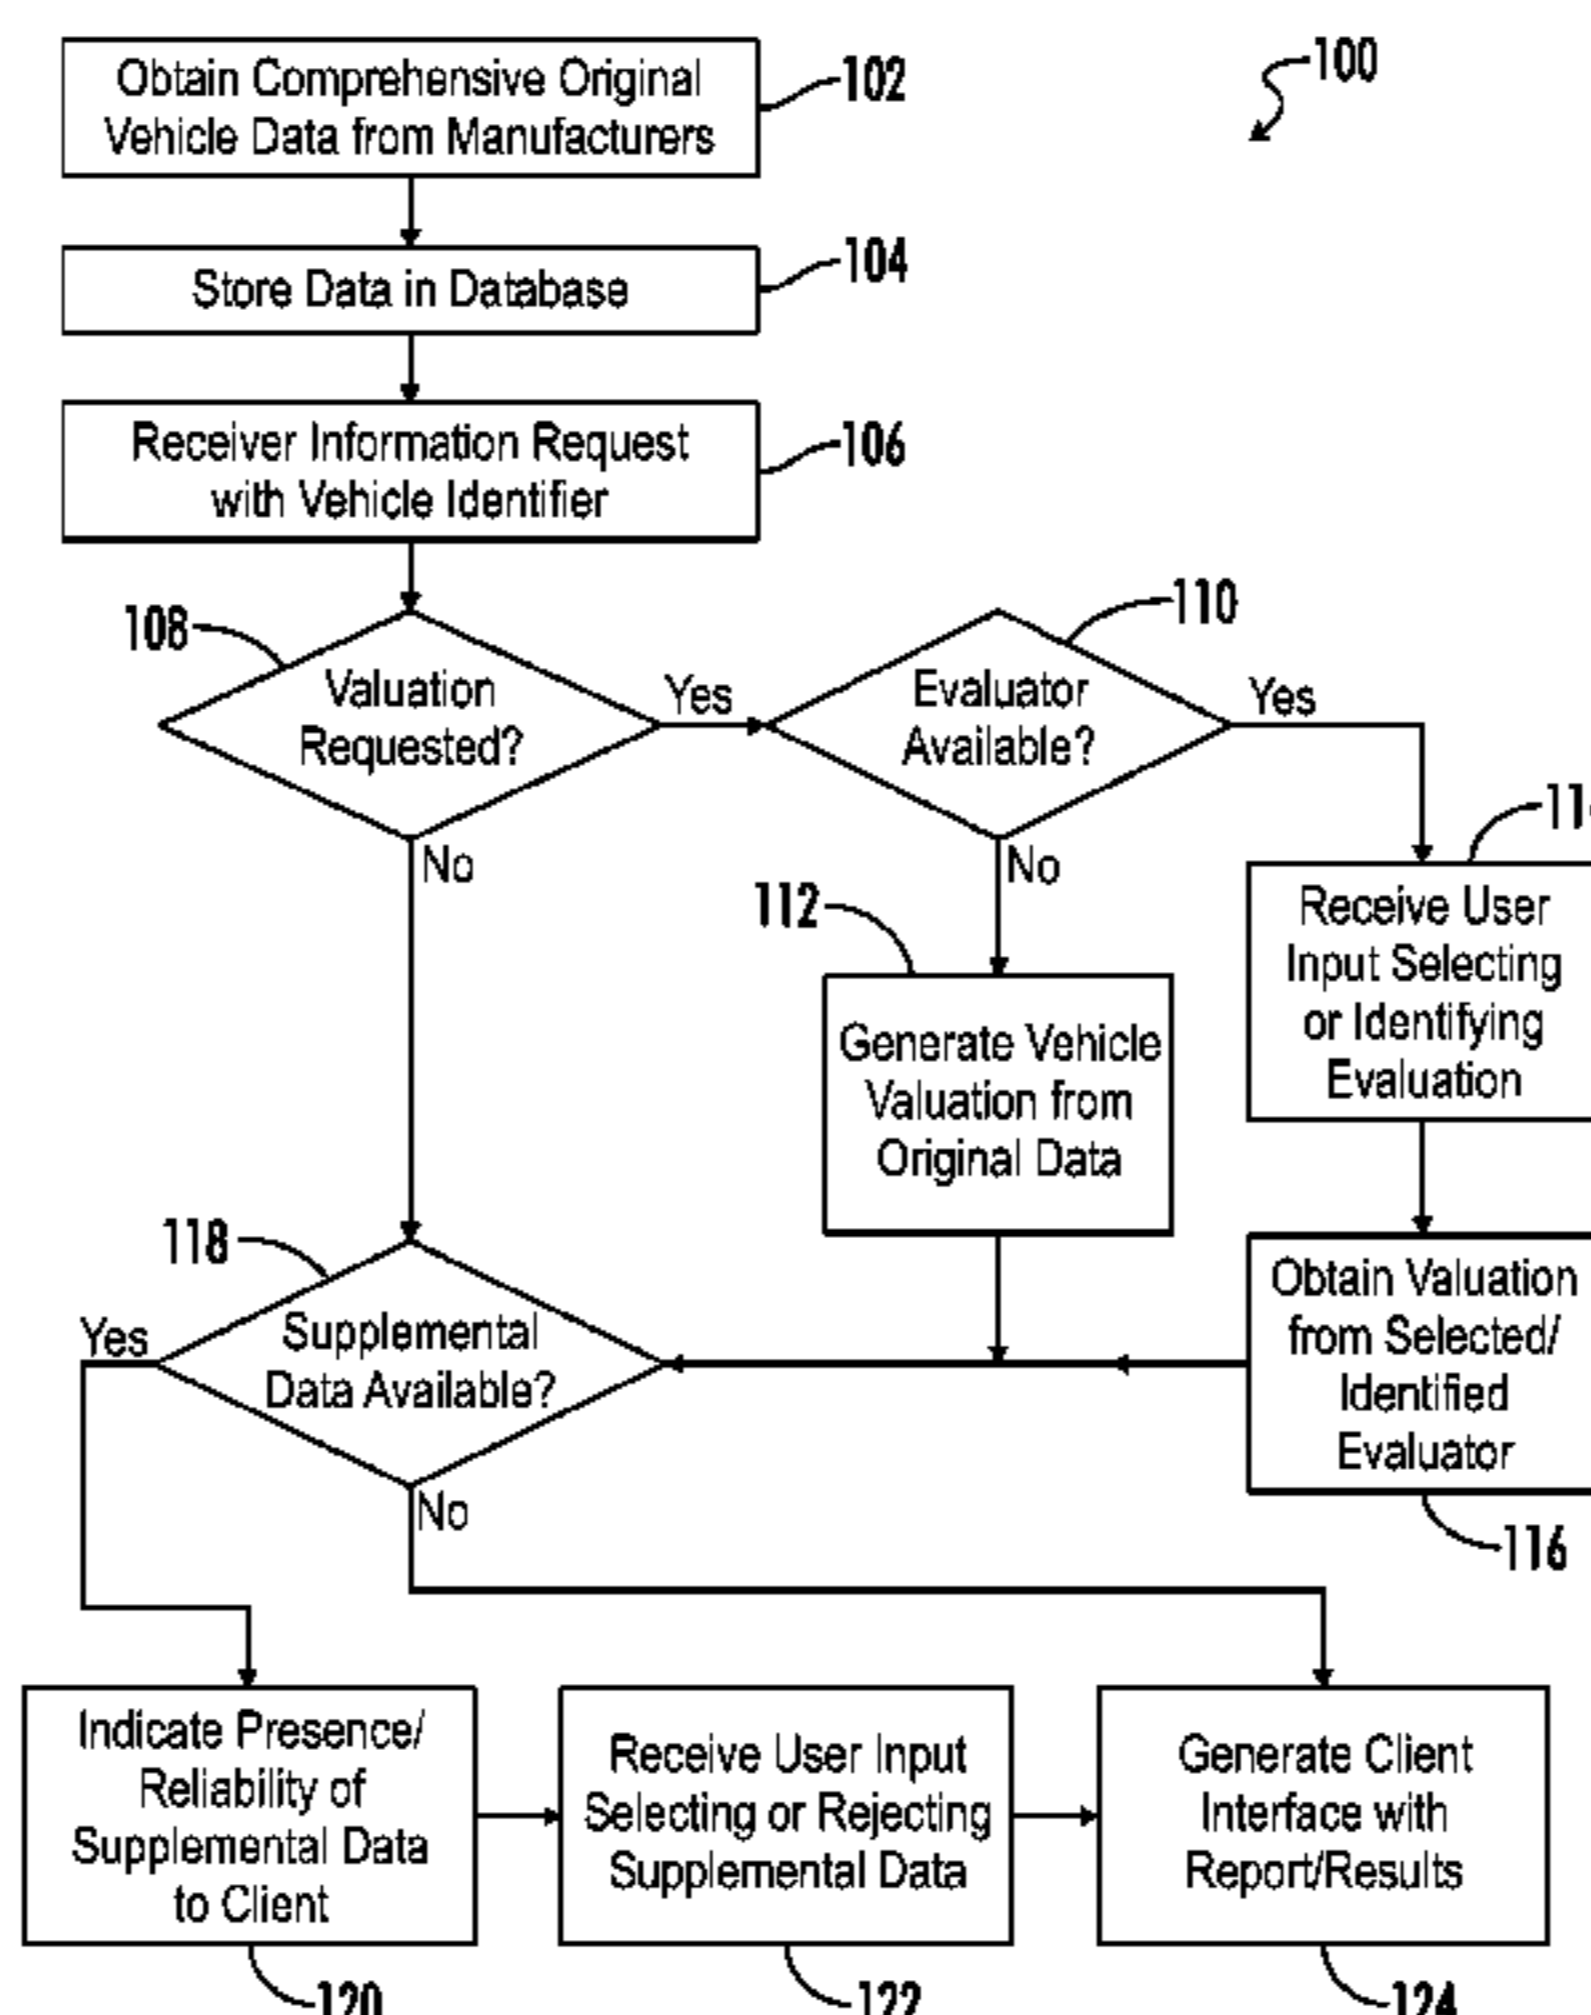 100
Obtain Comprehensive Original
Vehicle Data from Manufacturers
102
Store Data in Database
104
Receiver Information Request
with Vehicle Identifier
106
108
Valuation
Requested?
Yes
No
110
Evaluator
Available?
Yes
No
112
Generate Vehicle
Valuation from
Original Data
Receive User
Input Selecting
or Identifying
Evaluation
Obtain Valuation
from Selected/
Identified
Evaluator
116
118
Supplemental
Data Available?
Yes
No
Indicate Presence/
Reliability of
Supplemental Data
to Client
120
Receive User Input
Selecting or Rejecting
Supplemental Data
122
Generate Client
Interface with
Report/Results
124